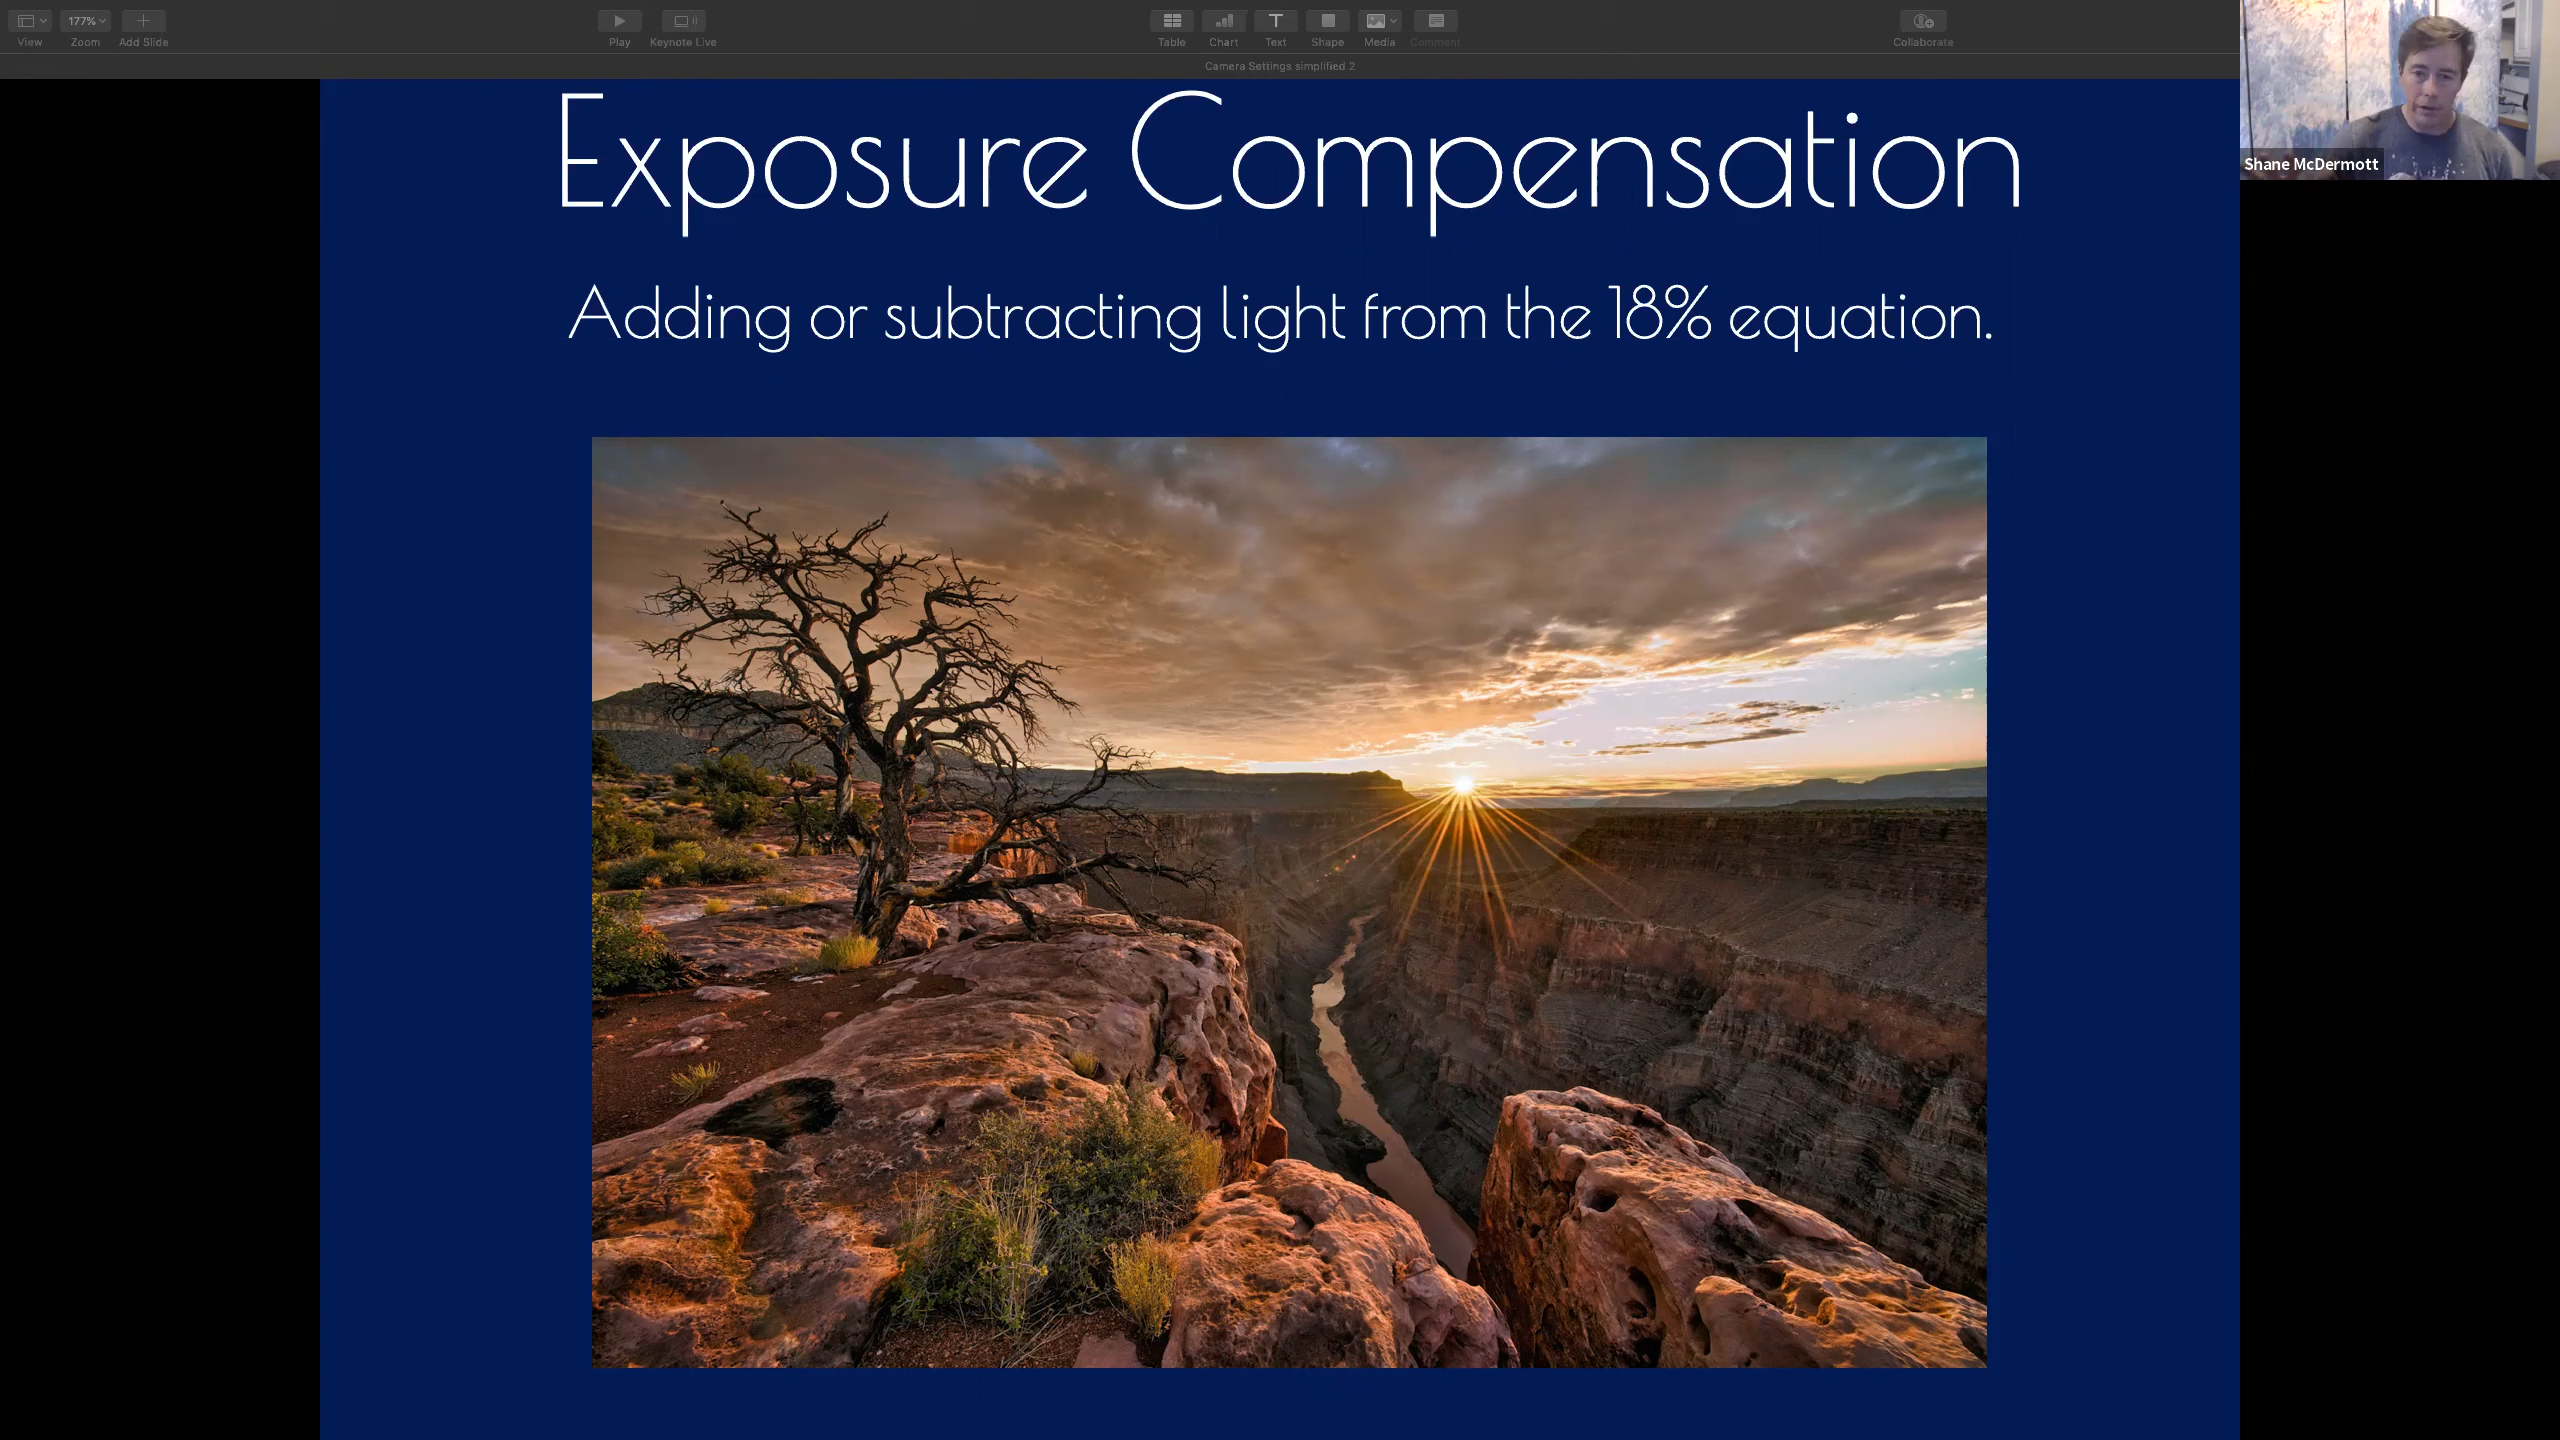 177%
View
Zoom
Add Slide
Play
Keynote Live
Table
Chart
Text
Shape
Media
Comment
Collaborate
Camera Settings simplified 2
Shane McDermott
Exposure Compensation
Adding or subtracting light from the 18% equation.